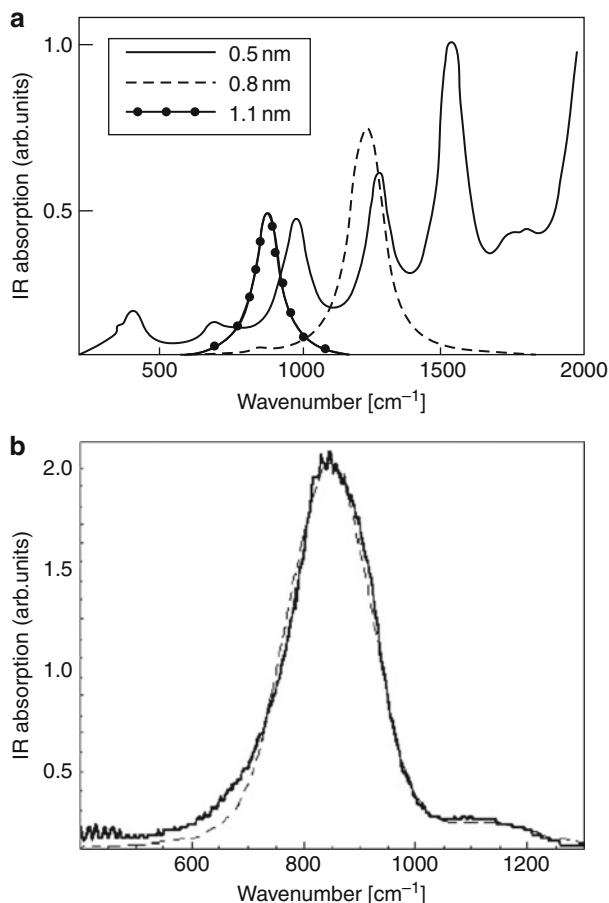 a
IR absorption (arb.units)
1.0
0.5
0.5 nm
0.8 nm
1.1 nm
500 1000 1500 2000
Wavenumber [cm⁻¹]
b
IR absorption (arb.units)
2.0
1.5
1.0
0.5
600 800 1000 1200
Wavenumber [cm⁻¹]